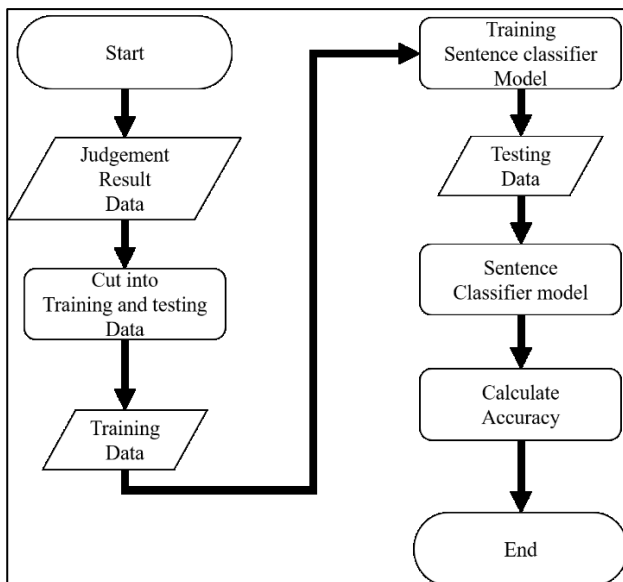 Start
Judgement
Result
Data
Cut into
Training and testing
Data
Training
Data
Training
Sentence classifier
Model
Testing
Data
Sentence
Classifier model
Calculate
Accuracy
End